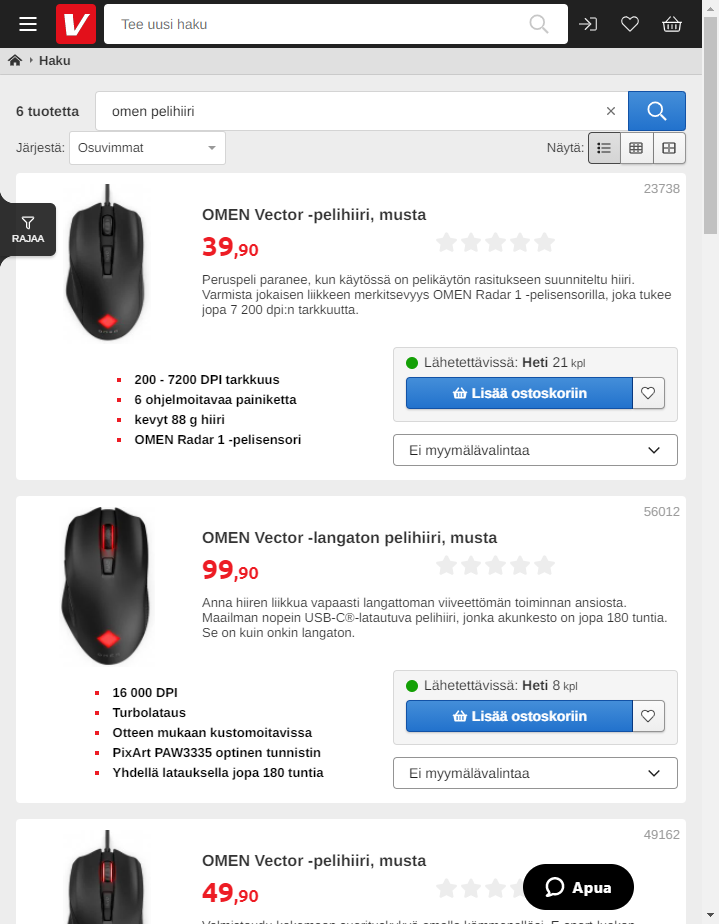 V
Tee uusi haku
Haku
6 tuotetta
omen pelihiiri
Järjestä: Osuvimmat
Näytä:
23738
RAJAA
OMEN Vector -pelihiiri, musta
39,90
Peruspeli paranee, kun käytössä on pelikäytön rasitukseen suunniteltu hiiri.
Varmista jokaisen liikkeen merkitsevyys OMEN Radar 1 -pelisensorilla, joka tukee
jopa 7 200 dpi:n tarkkuutta.
200 - 7200 DPI tarkkuus
6 ohjelmoitavaa painiketta
kevyt 88 g hiiri
OMEN Radar 1 -pelisensori
Lähetettävissä: Heti 21 kpl
Lisää ostoskoriin
Ei myymälävalintaa
56012
OMEN Vector -langaton pelihiiri, musta
99,90
Anna hiiren liikkua vapaasti langattoman viiveettömän toiminnan ansiosta.
Maailman nopein USB-C®-latautuva pelihiiri, jonka akunkesto on jopa 180 tuntia.
Se on kuin onkin langaton.
16 000 DPI
Turbolataus
Otteen mukaan kustomoitavissa
PixArt PAW3335 optinen tunnistin
Yhdellä latauksella jopa 180 tuntia
Lähetettävissä: Heti 8 kpl
Lisää ostoskoriin
Ei myymälävalintaa
49162
OMEN Vector -pelihiiri, musta
49,90
Apua